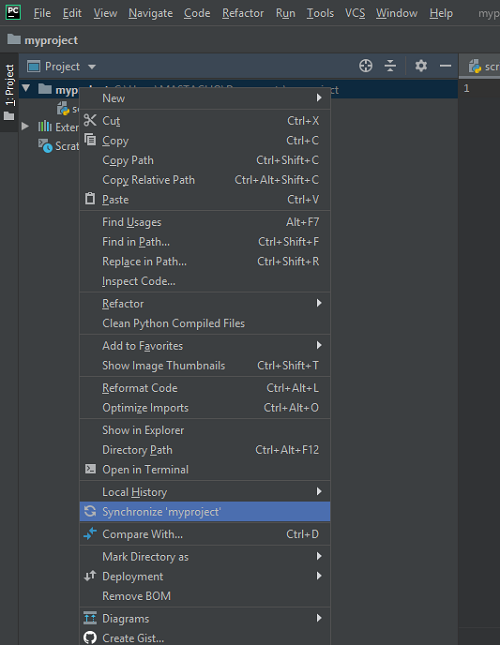 PC File Edit View Navigate Code Refactor Run Tools VCS Window Help myp
myproject
1: Project
Project
scr
myp
myproject
1
Exter
Scrat
New
Cut Ctrl+X
Copy Ctrl+C
Copy Path Ctrl+Shift+C
Copy Relative Path Ctrl+Alt+Shift+C
Paste Ctrl+V
Find Usages Alt+F7
Find in Path... Ctrl+Shift+F
Replace in Path... Ctrl+Shift+R
Inspect Code...
Refactor
Clean Python Compiled Files
Add to Favorites
Show Image Thumbnails Ctrl+Shift+T
Reformat Code Ctrl+Alt+L
Optimize Imports Ctrl+Alt+O
Show in Explorer
Directory Path Ctrl+Alt+F12
Open in Terminal
Local History
Synchronize 'myproject'
Compare With... Ctrl+D
Mark Directory as
Deployment
Remove BOM
Diagrams
Create Gist...